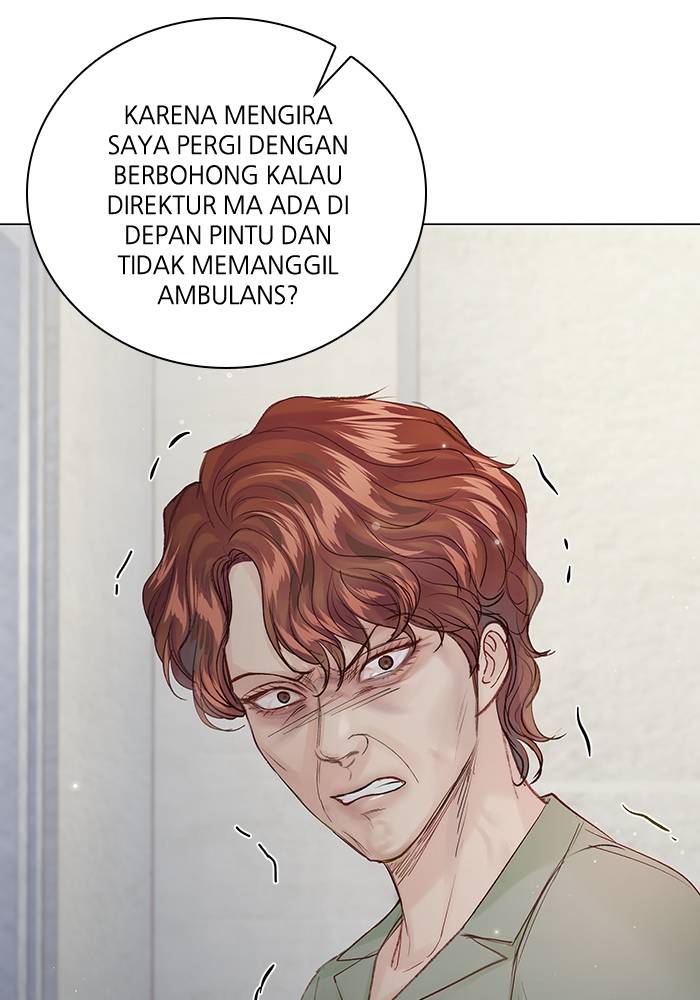 KARENA MENGIRA
SAYA PERGI DENGAN
BERBOHONG KALAU
DIREKTUR MA ADA DI
DEPAN PINTU DAN
TIDAK MEMANGGIL
AMBULANS?